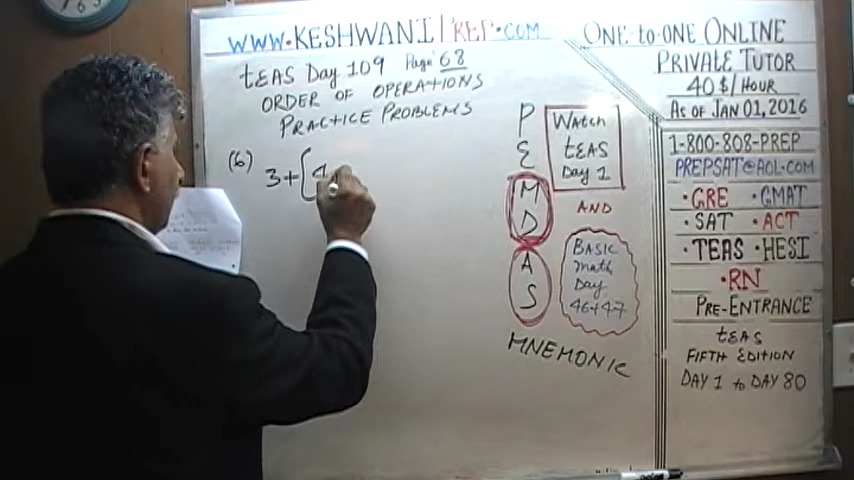 WWW.KESHWANIPREP.COM
tEAS Day 109 Page 68
ORDER OF OPERATIONS
PRACTICE PROBLEMS
(6) 3+[4
P
E
M
D
A
S
MNEMONIC
Watch
tEAS
Day 1
AND
BASIC
math
Day
46+47
ONE-to-ONE ONLINE
PRIVATE TUTOR
40$/HOUR
AS OF JAN 01, 2016
1-800-808-PREP
PREPSAT@AOL.COM
•GRE •GMAT
•SAT •ACT
•TEAS •HESI
•RN
PRE-ENTRANCE
tEAS
FIFTH EDITION
DAY 1 to DAY 80